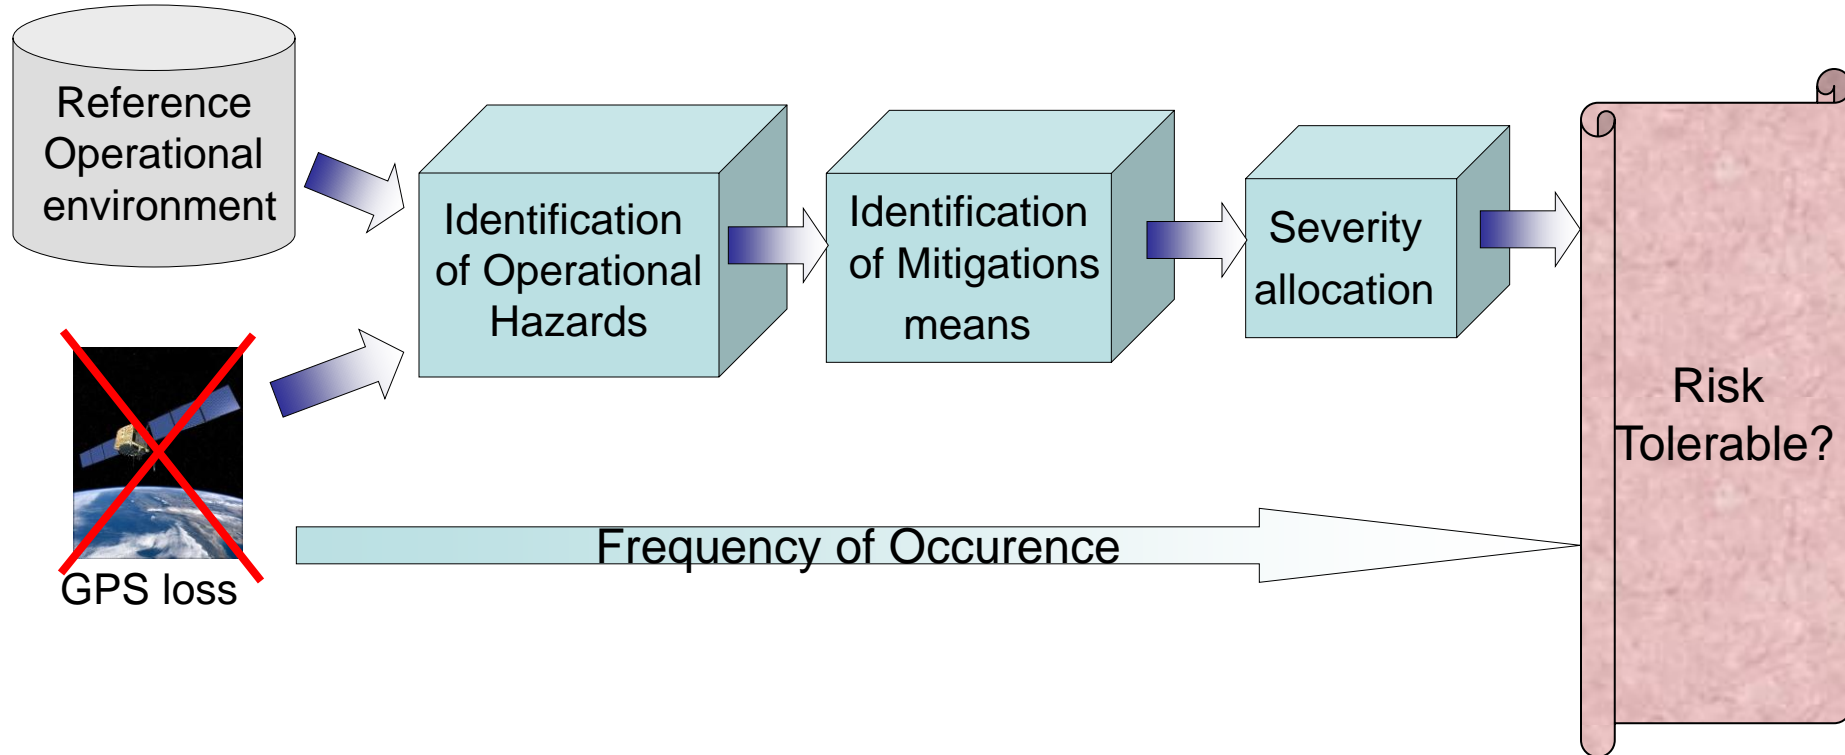 Reference
Operational
environment
Identification
of Operational
Hazards
Identification
of Mitigations
means
Severity
allocation
Risk
Tolerable?
GPS loss
Frequency of Occurence